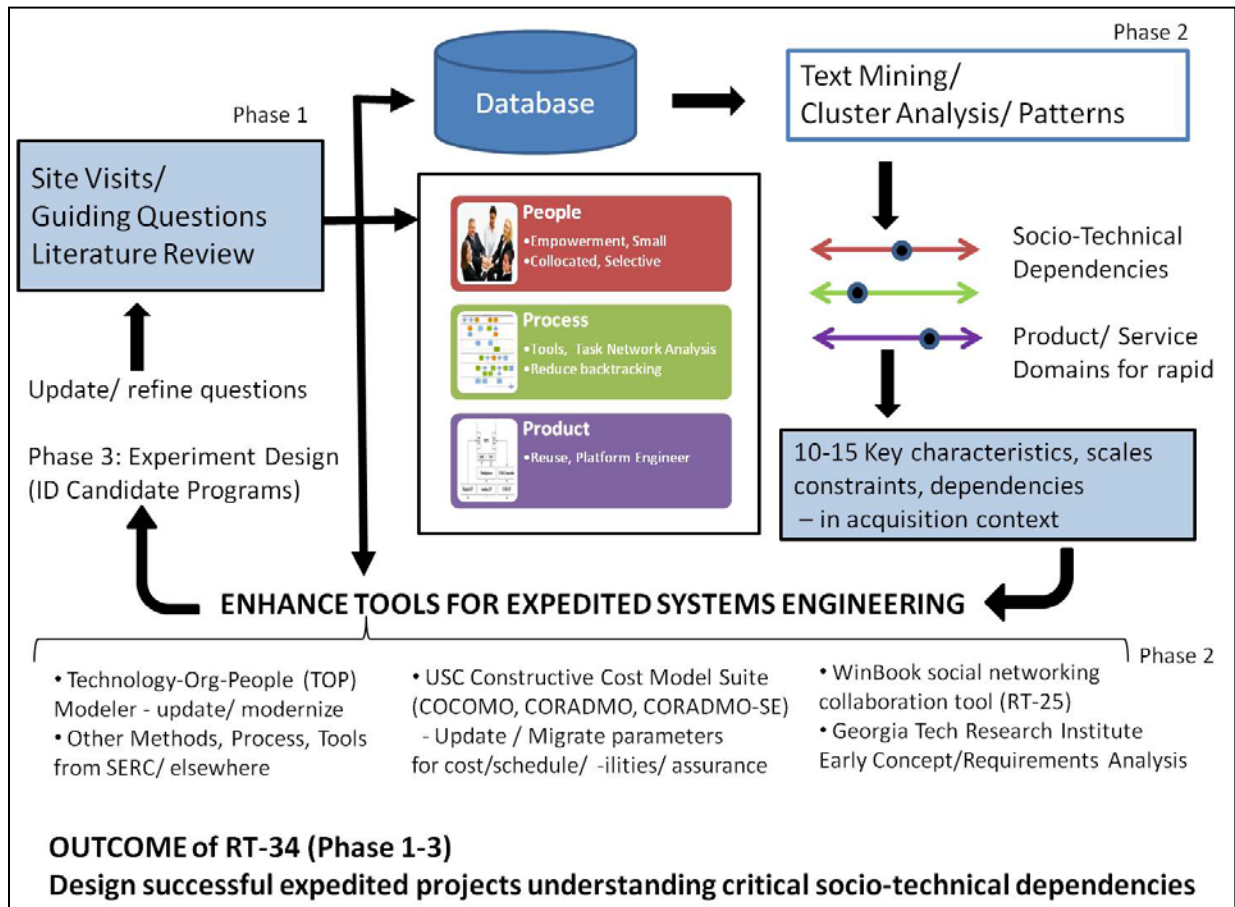 Phase 1
Site Visits/
Guiding Questions
Literature Review
Update/ refine questions
Phase 3: Experiment Design
(ID Candidate Programs)
Database
People
•Empowerment, Small
•Collocated, Selective
Process
•Tools, Task Network Analysis
•Reduce backtracking
Product
•Reuse, Platform Engineer
Phase 2
Text Mining/
Cluster Analysis/ Patterns
Socio-Technical
Dependencies
Product/ Service
Domains for rapid
10-15 Key characteristics, scales
constraints, dependencies
– in acquisition context
ENHANCE TOOLS FOR EXPEDITED SYSTEMS ENGINEERING
Phase 2
• Technology-Org-People (TOP)
Modeler - update/ modernize
• Other Methods, Process, Tools
from SERC/ elsewhere
• USC Constructive Cost Model Suite
(COCOMO, CORADMO, CORADMO-SE)
- Update / Migrate parameters
for cost/schedule/ -ilities/ assurance
• WinBook social networking
collaboration tool (RT-25)
• Georgia Tech Research Institute
Early Concept/Requirements Analysis
OUTCOME of RT-34 (Phase 1-3)
Design successful expedited projects understanding critical socio-technical dependencies